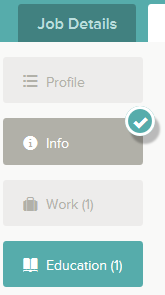 Job Details
Profile
Info
Work (1)
Education (1)